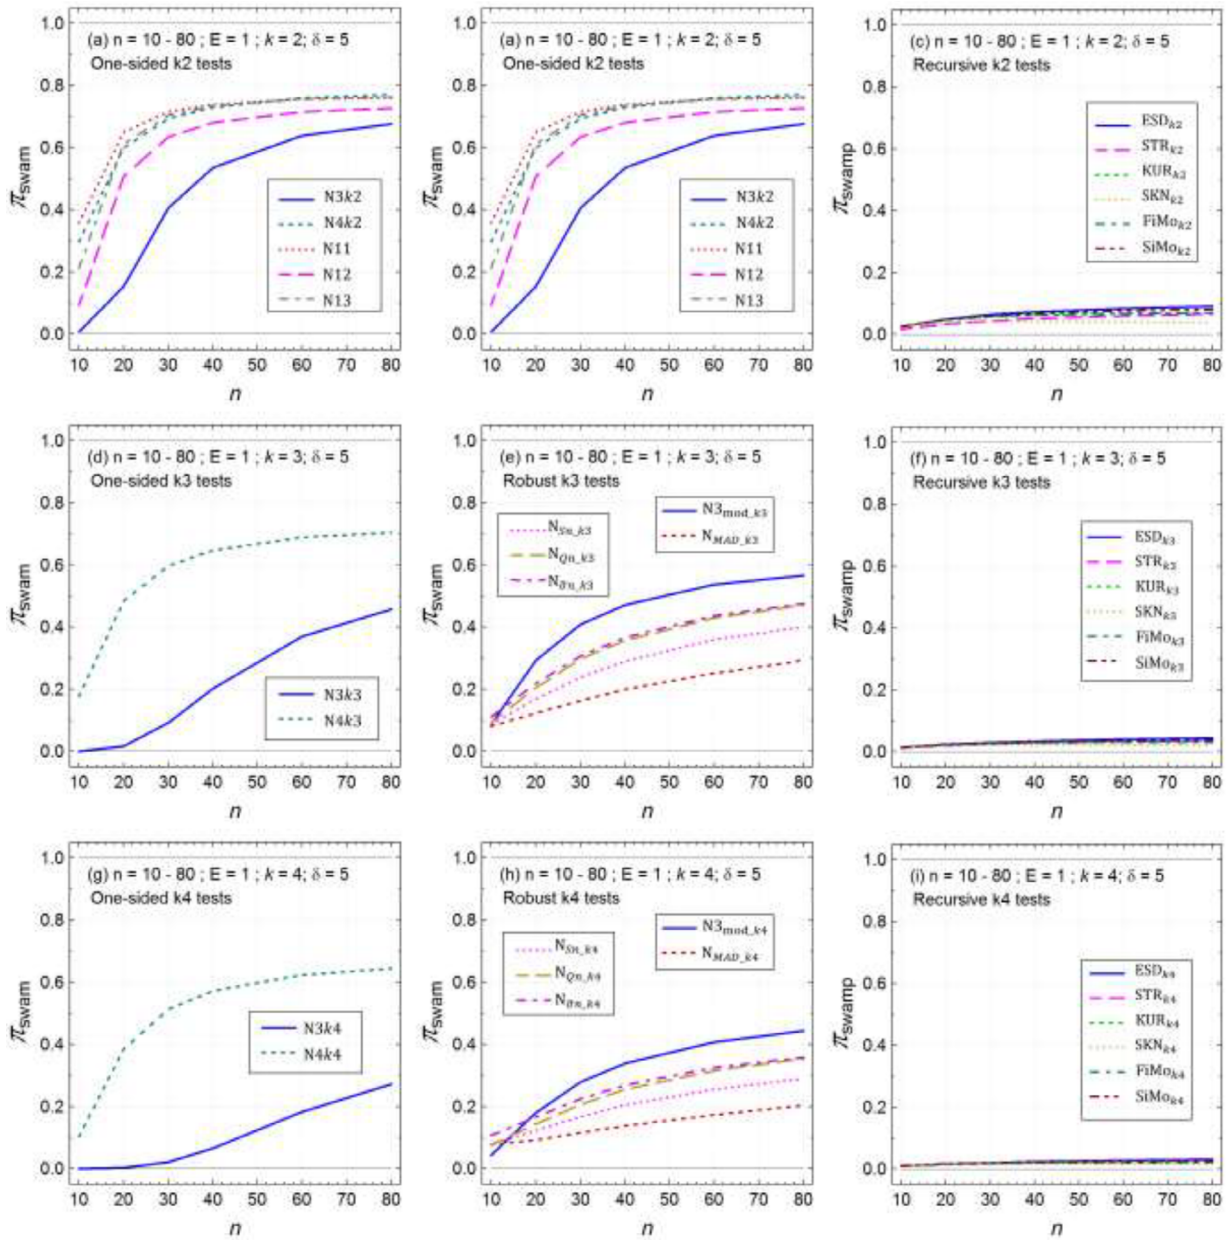 (a) n = 10 - 80 ; E = 1 ; k = 2; δ = 5
One-sided k2 tests
1.0
0.8
0.6
0.4
0.2
0.0
πswam
N3k2
N4k2
N11
N12
N13
10 20 30 40 50 60 70 80
n
(a) n = 10 - 80 ; E = 1 ; k = 2; δ = 5
One-sided k2 tests
1.0
0.8
0.6
0.4
0.2
0.0
πswam
N3k2
N4k2
N11
N12
N13
10 20 30 40 50 60 70 80
n
(c) n = 10 - 80 ; E = 1 ; k = 2; δ = 5
Recursive k2 tests
1.0
0.8
0.6
0.4
0.2
0.0
πswamp
ESDk2
STRk2
KURk2
SKNk2
FiMok2
SiMok2
10 20 30 40 50 60 70 80
n
(d) n = 10 - 80 ; E = 1 ; k = 3; δ = 5
One-sided k3 tests
1.0
0.8
0.6
0.4
0.2
0.0
πswam
N3k3
N4k3
10 20 30 40 50 60 70 80
n
(e) n = 10 - 80 ; E = 1 ; k = 3; δ = 5
Robust k3 tests
1.0
0.8
0.6
0.4
0.2
0.0
πswam
NSn_k3
NQn_k3
NBn_k3
N3mod_k3
NMAD_k3
10 20 30 40 50 60 70 80
n
(f) n = 10 - 80 ; E = 1 ; k = 3; δ = 5
Recursive k3 tests
1.0
0.8
0.6
0.4
0.2
0.0
πswamp
ESDk3
STRk3
KURk3
SKNk3
FiMok3
SiMok3
10 20 30 40 50 60 70 80
n
(g) n = 10 - 80 ; E = 1 ; k = 4; δ = 5
One-sided k4 tests
1.0
0.8
0.6
0.4
0.2
0.0
πswam
N3k4
N4k4
10 20 30 40 50 60 70 80
n
(h) n = 10 - 80 ; E = 1 ; k = 4; δ = 5
Robust k4 tests
1.0
0.8
0.6
0.4
0.2
0.0
πswam
NSn_k4
NQn_k4
NBn_k4
N3mod_k4
NMAD_k4
10 20 30 40 50 60 70 80
n
(i) n = 10 - 80 ; E = 1 ; k = 4; δ = 5
Recursive k4 tests
1.0
0.8
0.6
0.4
0.2
0.0
πswamp
ESDk4
STRk4
KURk4
SKNk4
FiMok4
SiMok4
10 20 30 40 50 60 70 80
n